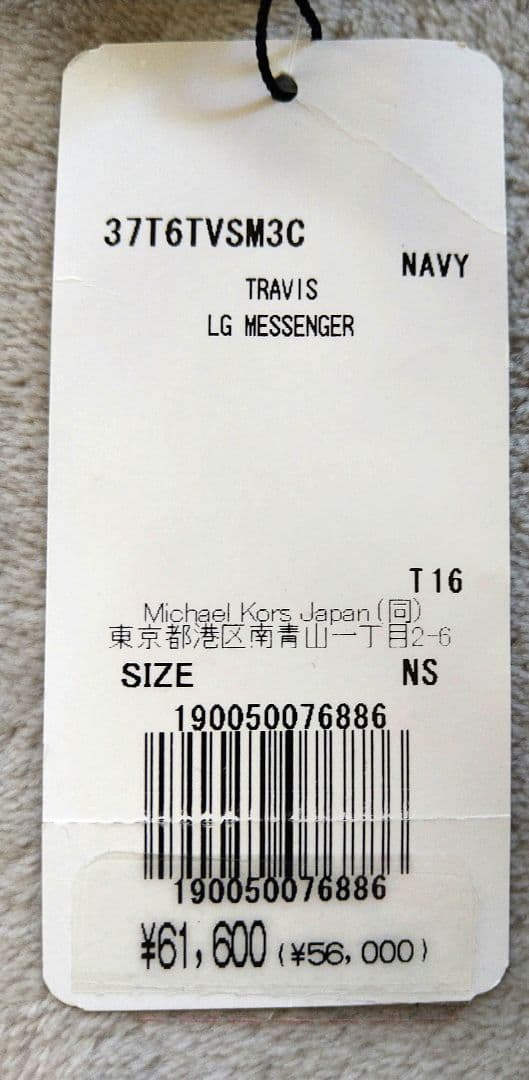 37T6TVSM3C
NAVY
TRAVIS
LG MESSENGER
T16
Michael Kors Japan(同)
東京都港区南青山一丁目2-6
SIZE NS
190050076886
190050076886
¥61,600 (¥56,000)